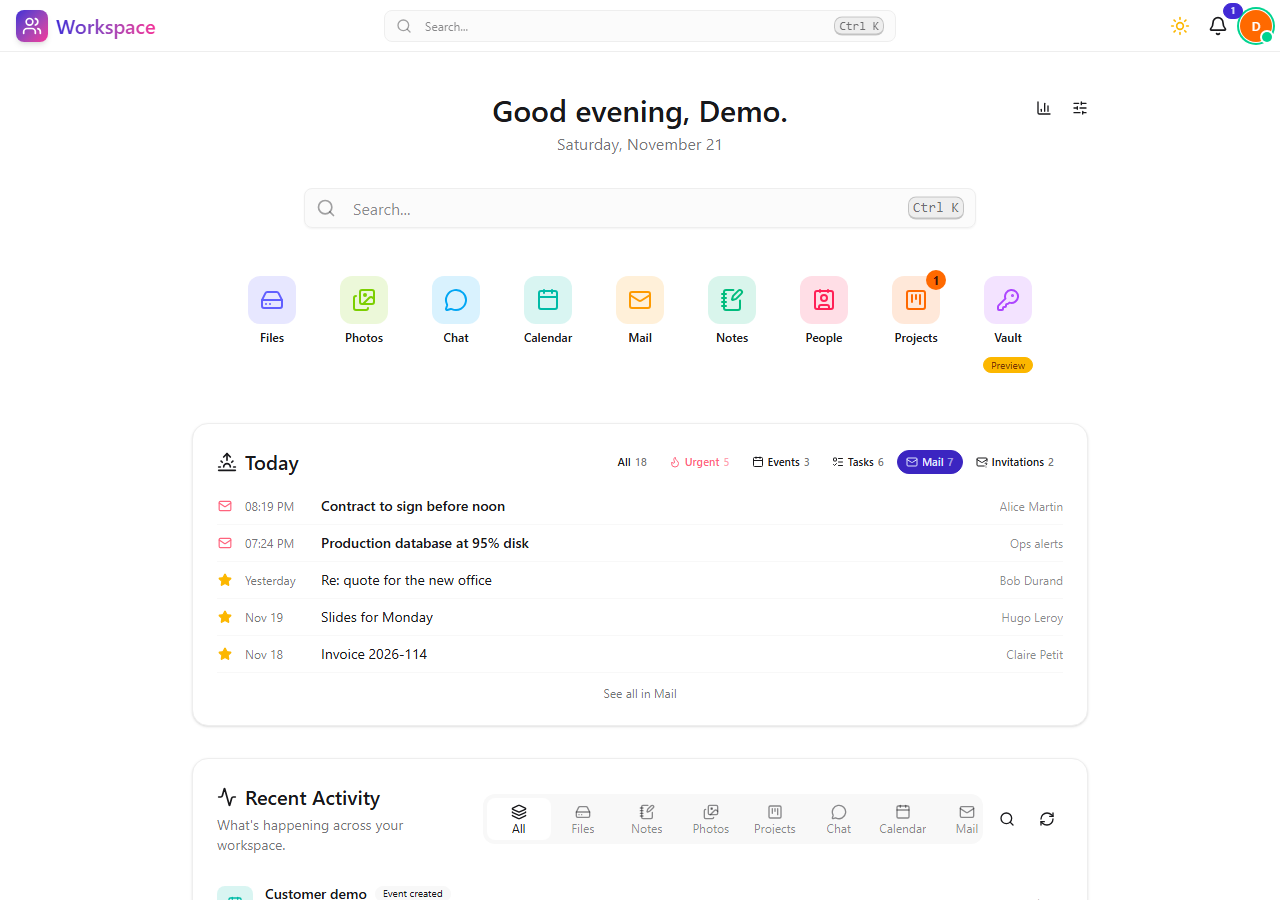 Workspace
Search...
Ctrl K
1
D
Good evening, Demo.
Saturday, November 21
Search...
Ctrl K
1
Files
Photos
Chat
Calendar
Mail
Notes
People
Projects
Vault
Preview
Today
All 18
Urgent 5
Events 3
Tasks 6
Mail 7
Invitations 2
08:19 PM Contract to sign before noon Alice Martin
07:24 PM Production database at 95% disk Ops alerts
Yesterday Re: quote for the new office Bob Durand
Nov 19 Slides for Monday Hugo Leroy
Nov 18 Invoice 2026-114 Claire Petit
See all in Mail
Recent Activity
What's happening across your
workspace.
All
Files
Notes
Photos
Projects
Chat
Calendar
Mail
Customer demo Event created